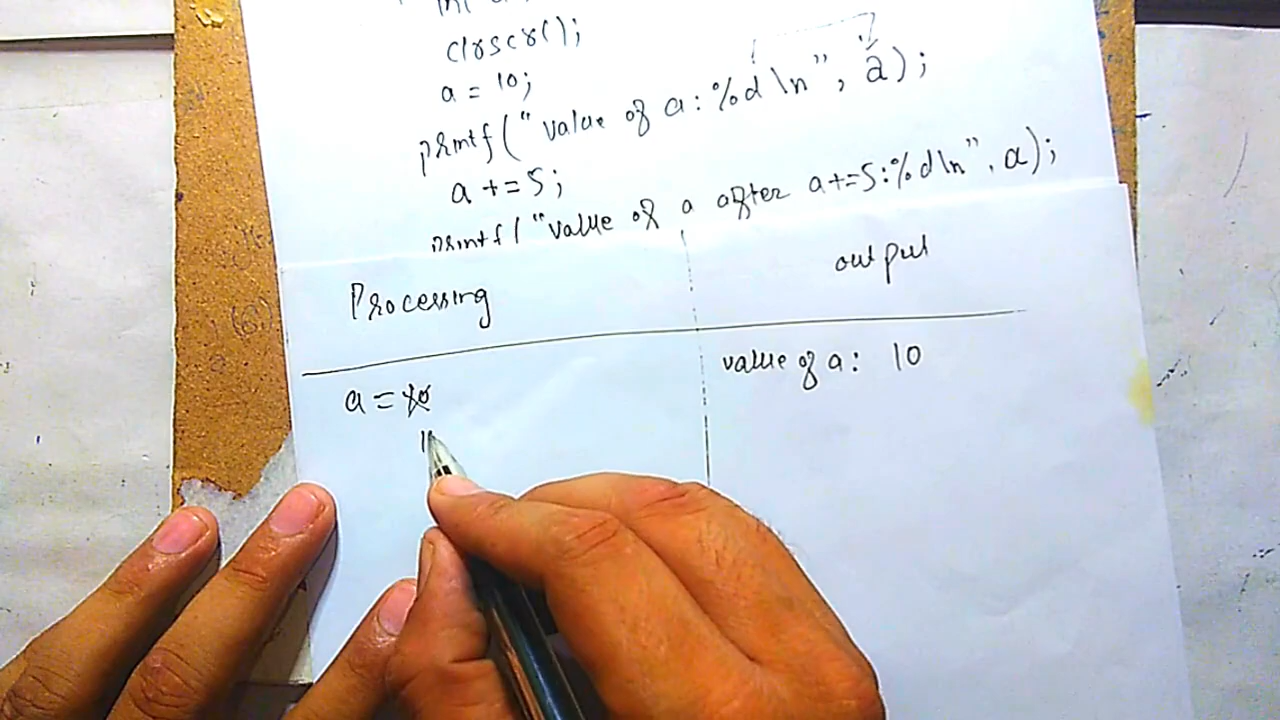 clrscr();
a = 10;
printf("value of a:%d\n", a);
a +=5;
printf("value of a after a+=5:%d\n", a);
Processing
output
a = 10
value of a: 10